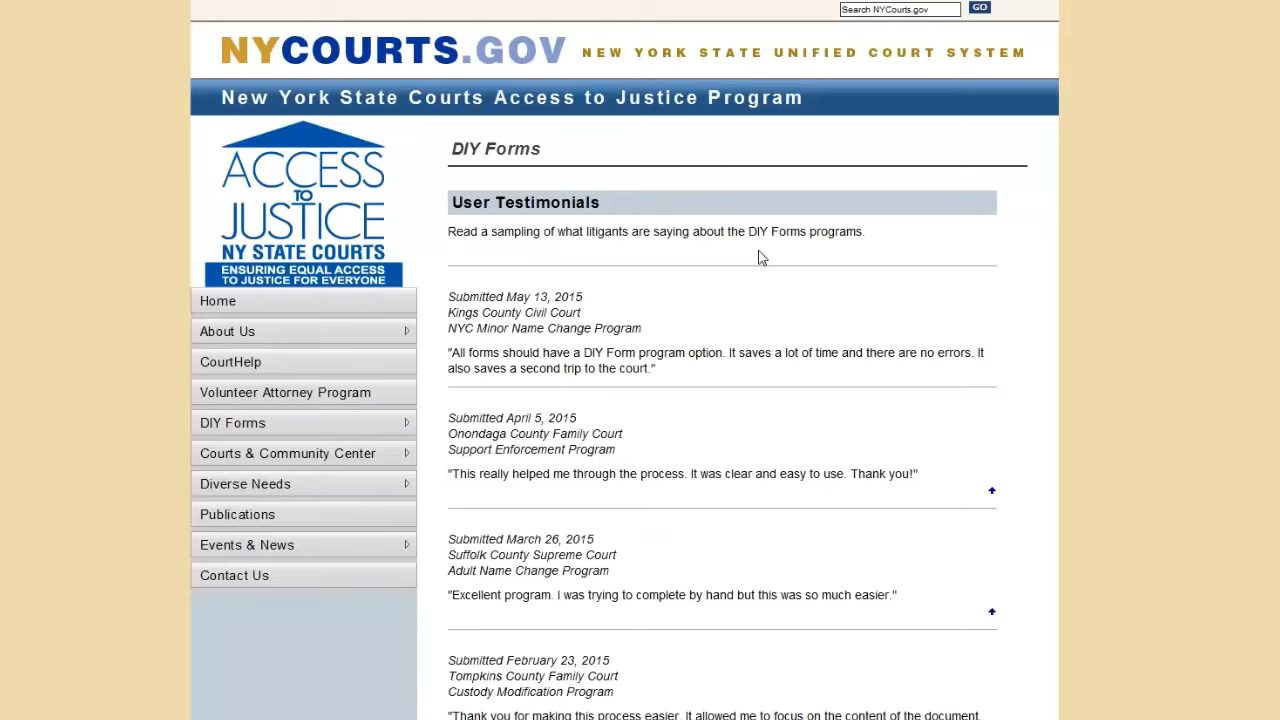 Search NYCourts.gov
GO
NYCOURTS.GOV NEW YORK STATE UNIFIED COURT SYSTEM
New York State Courts Access to Justice Program
ACCESS
TO
JUSTICE
NY STATE COURTS
ENSURING EQUAL ACCESS
TO JUSTICE FOR EVERYONE
Home
About Us
CourtHelp
Volunteer Attorney Program
DIY Forms
Courts & Community Center
Diverse Needs
Publications
Events & News
Contact Us
DIY Forms
User Testimonials
Read a sampling of what litigants are saying about the DIY Forms programs.
Submitted May 13, 2015
Kings County Civil Court
NYC Minor Name Change Program
"All forms should have a DIY Form program option. It saves a lot of time and there are no errors. It
also saves a second trip to the court."
Submitted April 5, 2015
Onondaga County Family Court
Support Enforcement Program
"This really helped me through the process. It was clear and easy to use. Thank you!"
Submitted March 26, 2015
Suffolk County Supreme Court
Adult Name Change Program
"Excellent program. I was trying to complete by hand but this was so much easier."
Submitted February 23, 2015
Tompkins County Family Court
Custody Modification Program
"Thank you for making this process easier. It allowed me to focus on the content of the document.